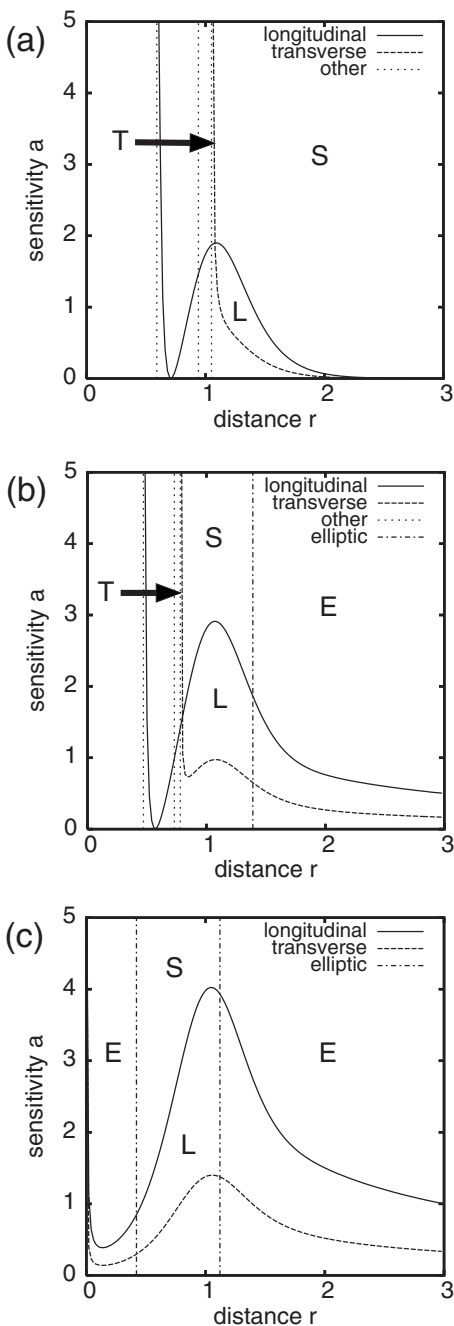 (a)
5
4
3
2
1
0
sensitivity a
longitudinal
transverse
other
T
S
L
0 1 2 3
distance r
(b)
5
4
3
2
1
0
sensitivity a
longitudinal
transverse
other
elliptic
S
T
E
L
0 1 2 3
distance r
(c)
5
4
3
2
1
0
sensitivity a
longitudinal
transverse
elliptic
S
E E
L
0 1 2 3
distance r